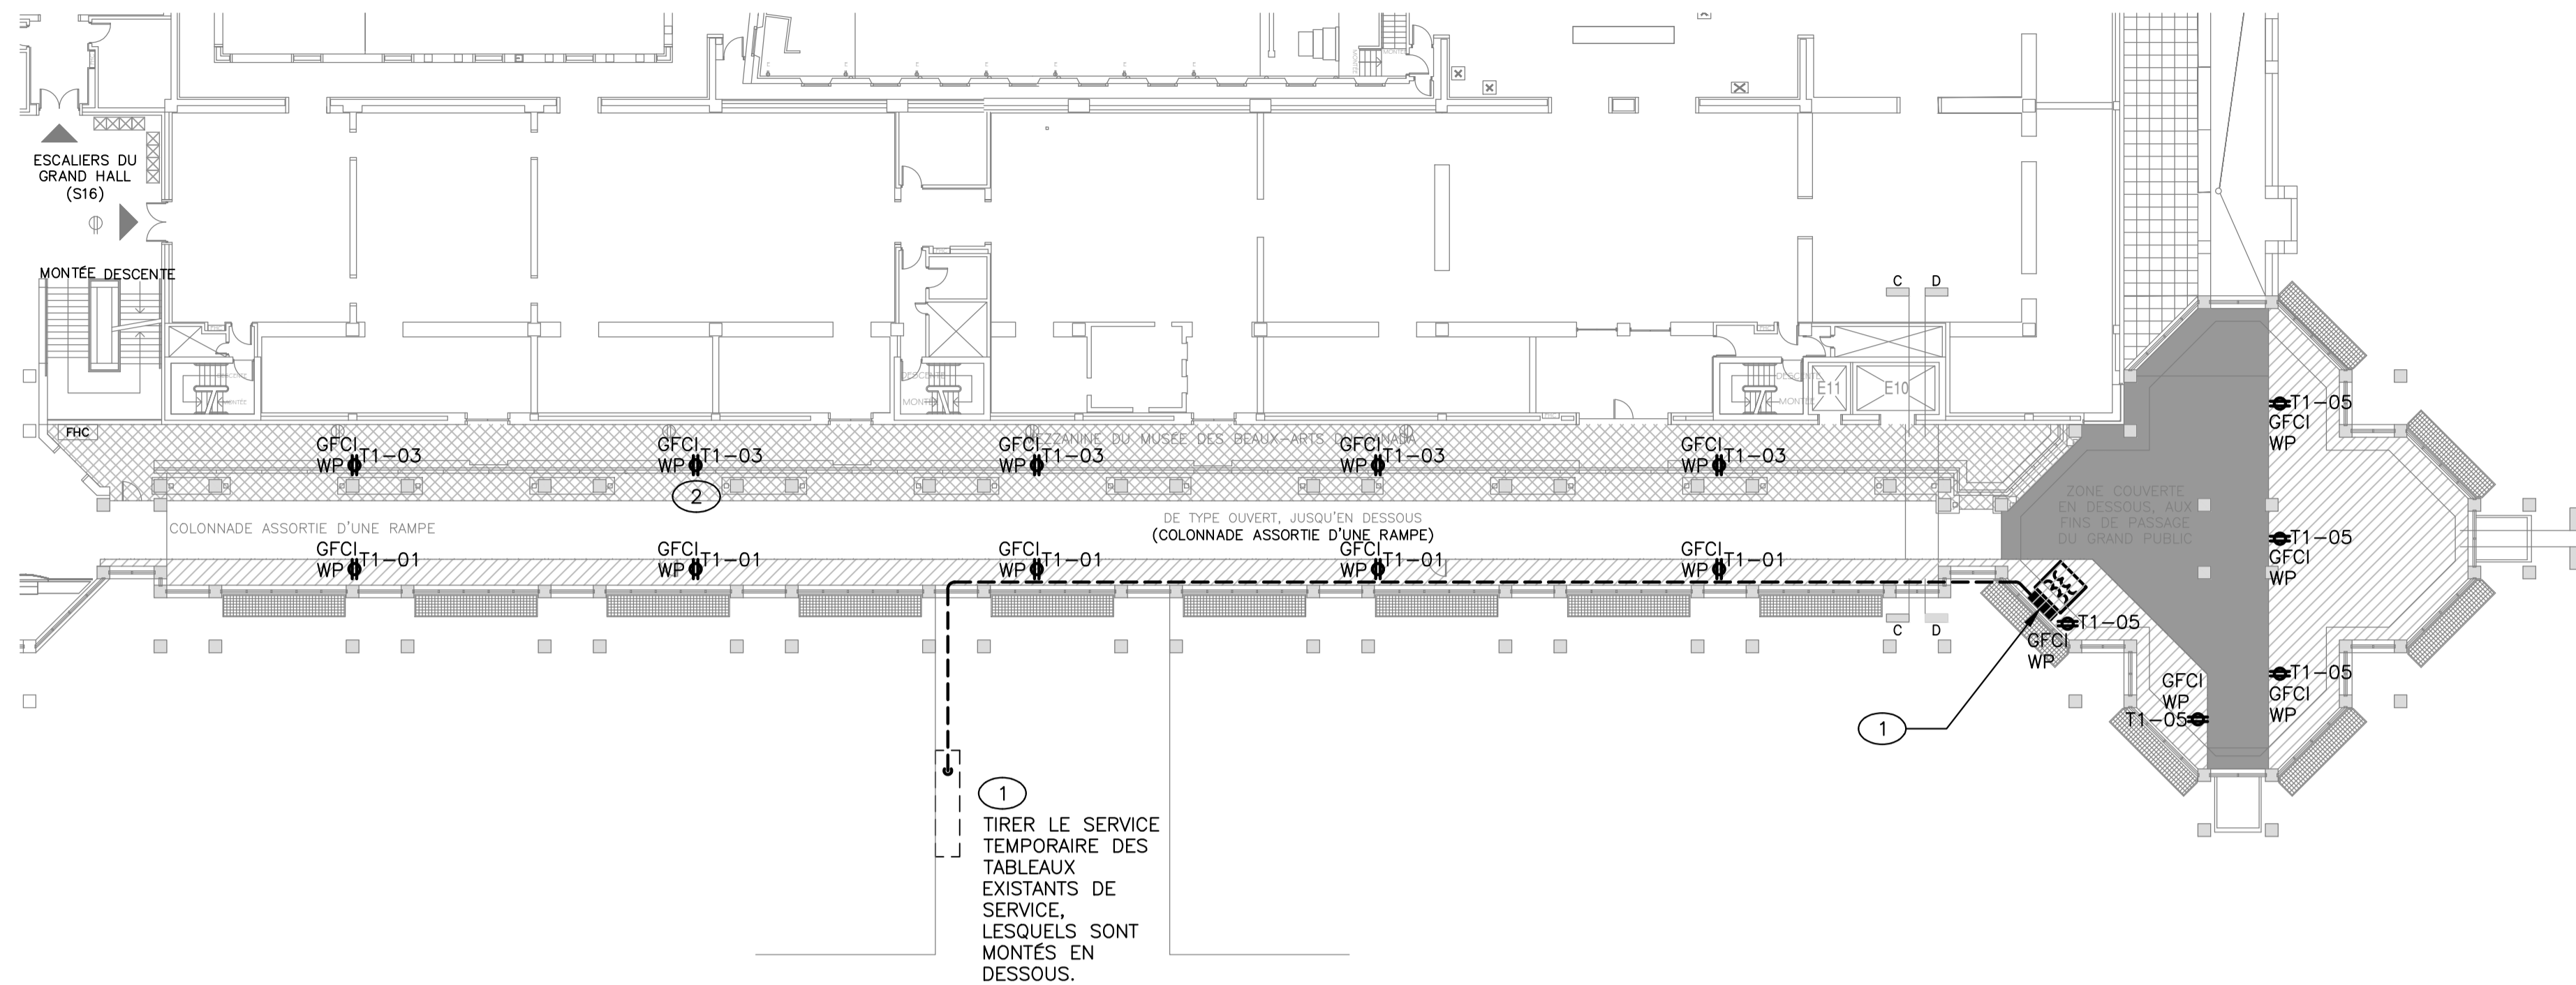 ESCALIERS DU
GRAND HALL
(S16)
MONTÉE DESCENTE
FHC
C
D
DESCENTE
MONTÉE
DESCENTE
DESCENTE
MONTÉE
E11
E10
GFCI
WP
T1-03
GFCI
WP
T1-03
GFCI
WP
T1-03
GFCI
WP
T1-03
GFCI
WP
T1-03
2
COLONNADE ASSORTIE D'UNE RAMPE
DE TYPE OUVERT, JUSQU'EN DESSOUS
(COLONNADE ASSORTIE D'UNE RAMPE)
GFCI
WP
T1-01
GFCI
WP
T1-01
GFCI
WP
T1-01
GFCI
WP
T1-01
GFCI
WP
T1-01
C
D
ZONE COUVERTE
EN DESSOUS, AUX
FINS DE PASSAGE
DU GRAND PUBLIC
T1-05
GFCI
WP
T1-05
GFCI
WP
T1-05
GFCI
WP
T1-05
GFCI
WP
GFCI
WP
T1-05
1
1
TIRER LE SERVICE
TEMPORAIRE DES
TABLEAUX
EXISTANTS DE
SERVICE,
LESQUELS SONT
MONTÉS EN
DESSOUS.